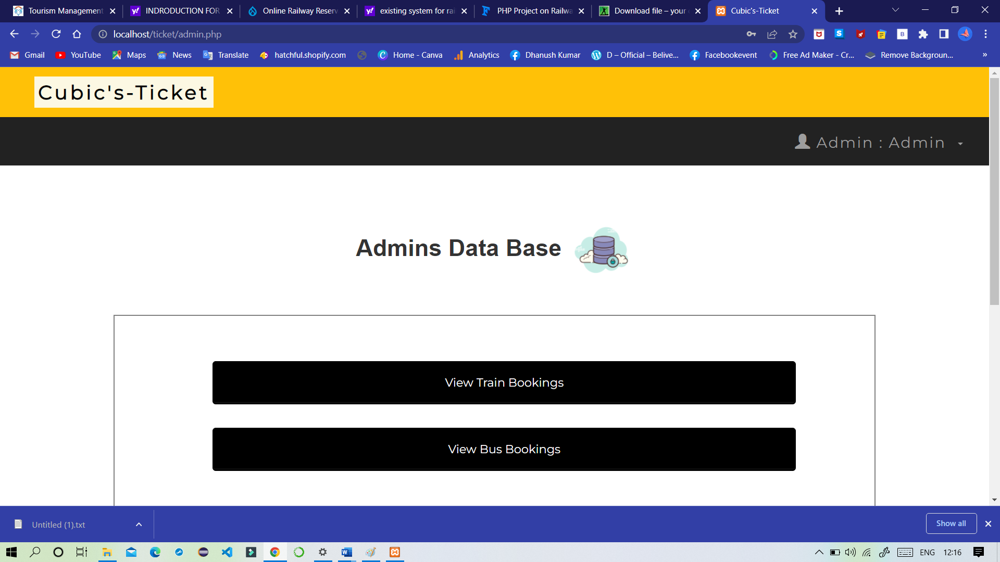 Tourism Management
INDRODUCTION FOR
Online Railway Reserv
existing system for rai
PHP Project on Railwa
Download file – your
Cubic's-Ticket
localhost/ticket/admin.php
Gmail
YouTube
Maps
News
Translate
hatchful.shopify.com
Home - Canva
Analytics
Dhanush Kumar
D – Official – Belive...
Facebookevent
Free Ad Maker - Cr...
Remove Backgroun...
»
Cubic's-Ticket
Admin : Admin
Admins Data Base
View Train Bookings
View Bus Bookings
Untitled (1).txt
Show all
ENG
12:16